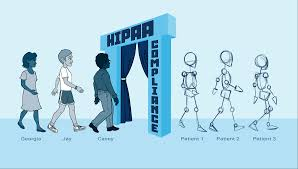 HIPAA
COMPLIANCE
Georgia
Jay
Casey
Patient 1
Patient 2
Patient 3